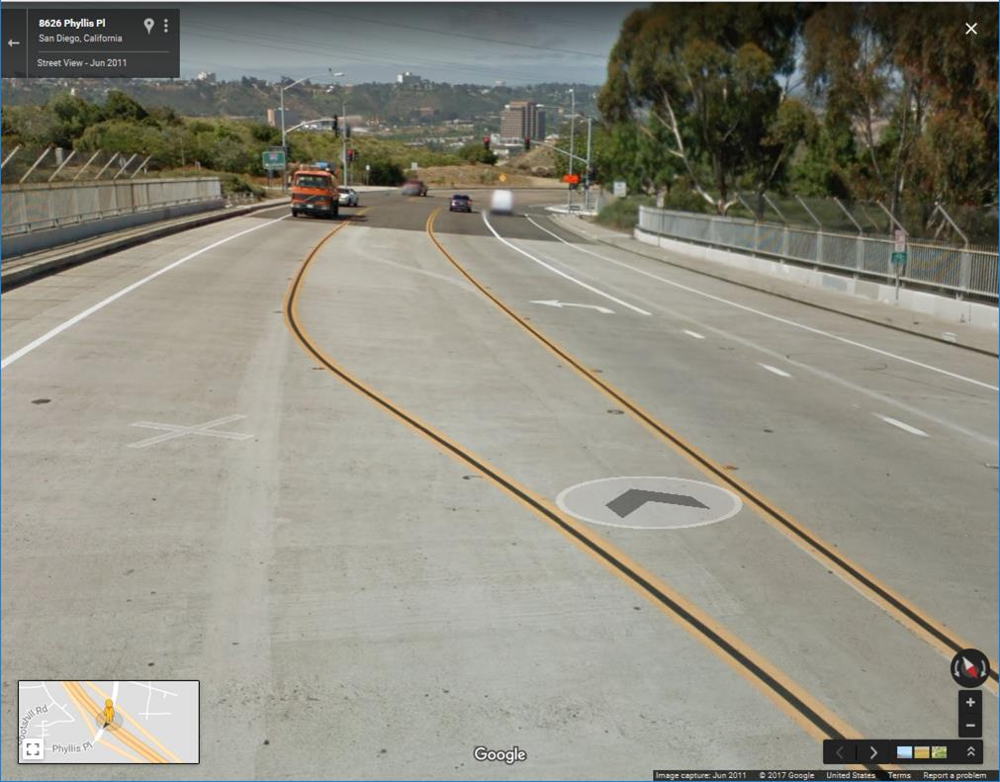 8626 Phyllis Pl
San Diego, California
Street View - Jun 2011
Phyllis Pl
Google
Image capture: Jun 2011 © 2017 Google United States Terms Report a problem